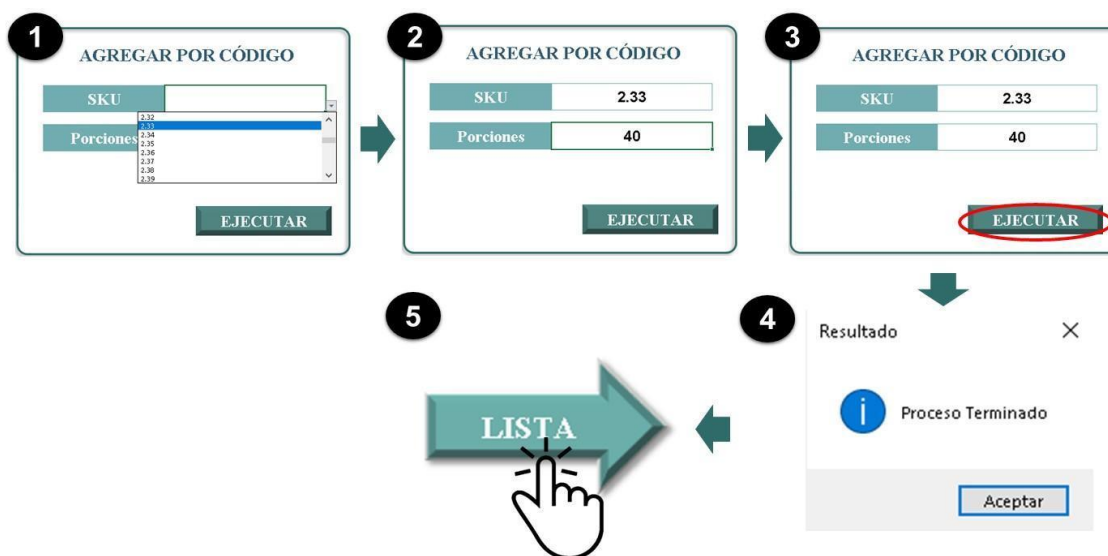 1
AGREGAR POR CÓDIGO
SKU
2.32
2.33
2.34
2.35
2.36
2.37
2.38
2.39
Porciones
EJECUTAR
2
AGREGAR POR CÓDIGO
SKU 2.33
Porciones 40
EJECUTAR
3
AGREGAR POR CÓDIGO
SKU 2.33
Porciones 40
EJECUTAR
4
Resultado
Proceso Terminado
Aceptar
5
LISTA